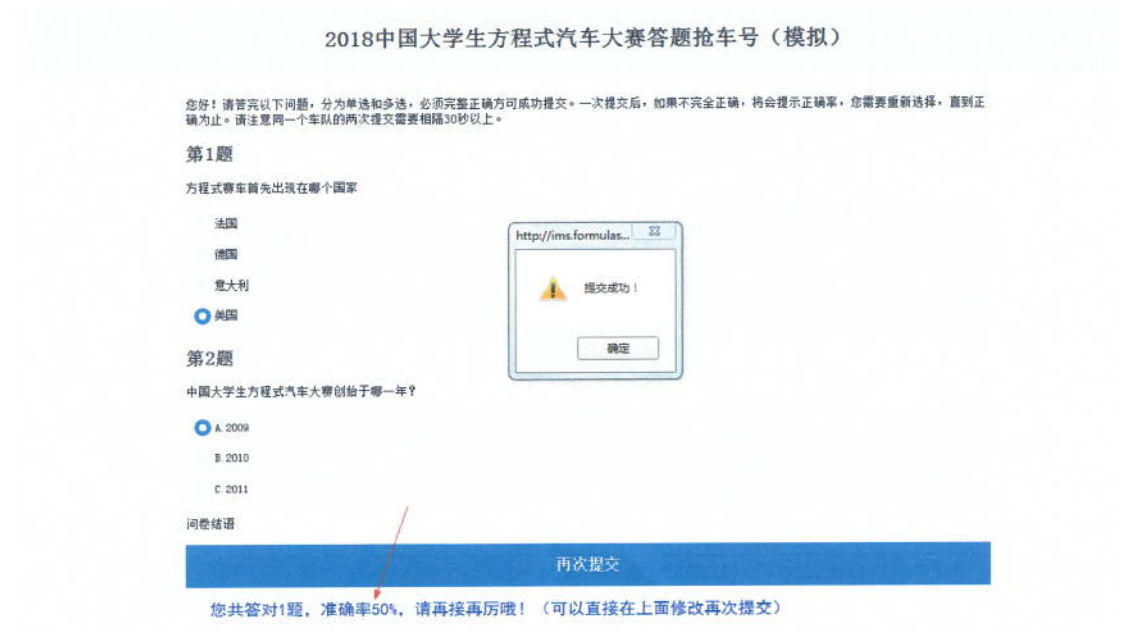 2018中国大学生方程式汽车大赛答题抢车号（模拟）
您好！请答完以下问题，分为单选和多选，必须完整正确方可成功提交。一次提交后，如果不完全正确，将会提示正确率，您需要重新选择，直到正
确为止。请注意同一个车队的两次提交需要相隔30秒以上。
第1题
方程式赛车首先出现在哪个国家
法国
德国
意大利
美国
http://ims.formulas...
提交成功！
确定
第2题
中国大学生方程式汽车大赛创始于哪一年？
A.2009
B.2010
C.2011
问卷结语
再次提交
您共答对1题，准确率50%，请再接再厉哦！（可以直接在上面修改再次提交）